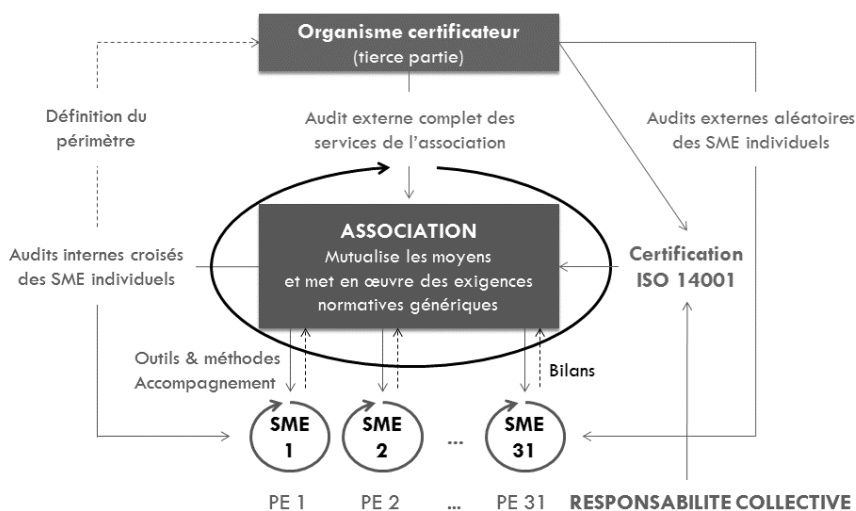 Organisme certificateur
(tierce partie)
Définition du
périmètre
Audit externe complet des
services de l'association
Audits externes aléatoires
des SME individuels
ASSOCIATION
Mutualise les moyens
et met en œuvre des exigences
normatives génériques
Audits internes croisés
des SME individuels
Certification
ISO 14001
Outils & méthodes
Accompagnement
Bilans
SME
1
SME
2
...
SME
31
PE 1
PE 2
...
PE 31
RESPONSABILITE COLLECTIVE